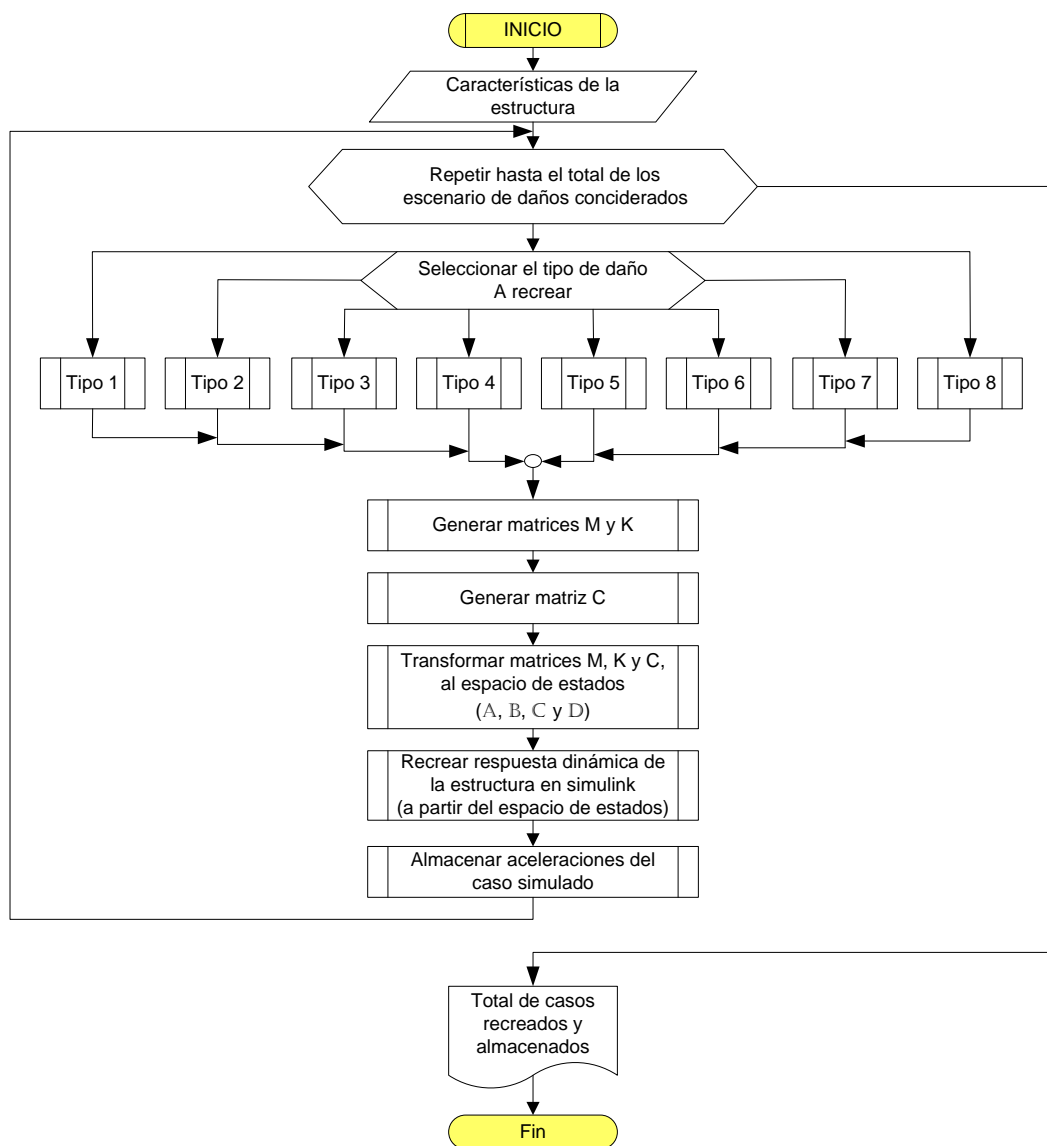 INICIO
Características de la
estructura
Repetir hasta el total de los
escenario de daños conciderados
Seleccionar el tipo de daño
A recrear
Tipo 1
Tipo 2
Tipo 3
Tipo 4
Tipo 5
Tipo 6
Tipo 7
Tipo 8
Generar matrices M y K
Generar matriz C
Transformar matrices M, K y C,
al espacio de estados
(A, B, C y D)
Recrear respuesta dinámica de
la estructura en simulink
(a partir del espacio de estados)
Almacenar aceleraciones del
caso simulado
Total de casos
recreados y
almacenados
Fin